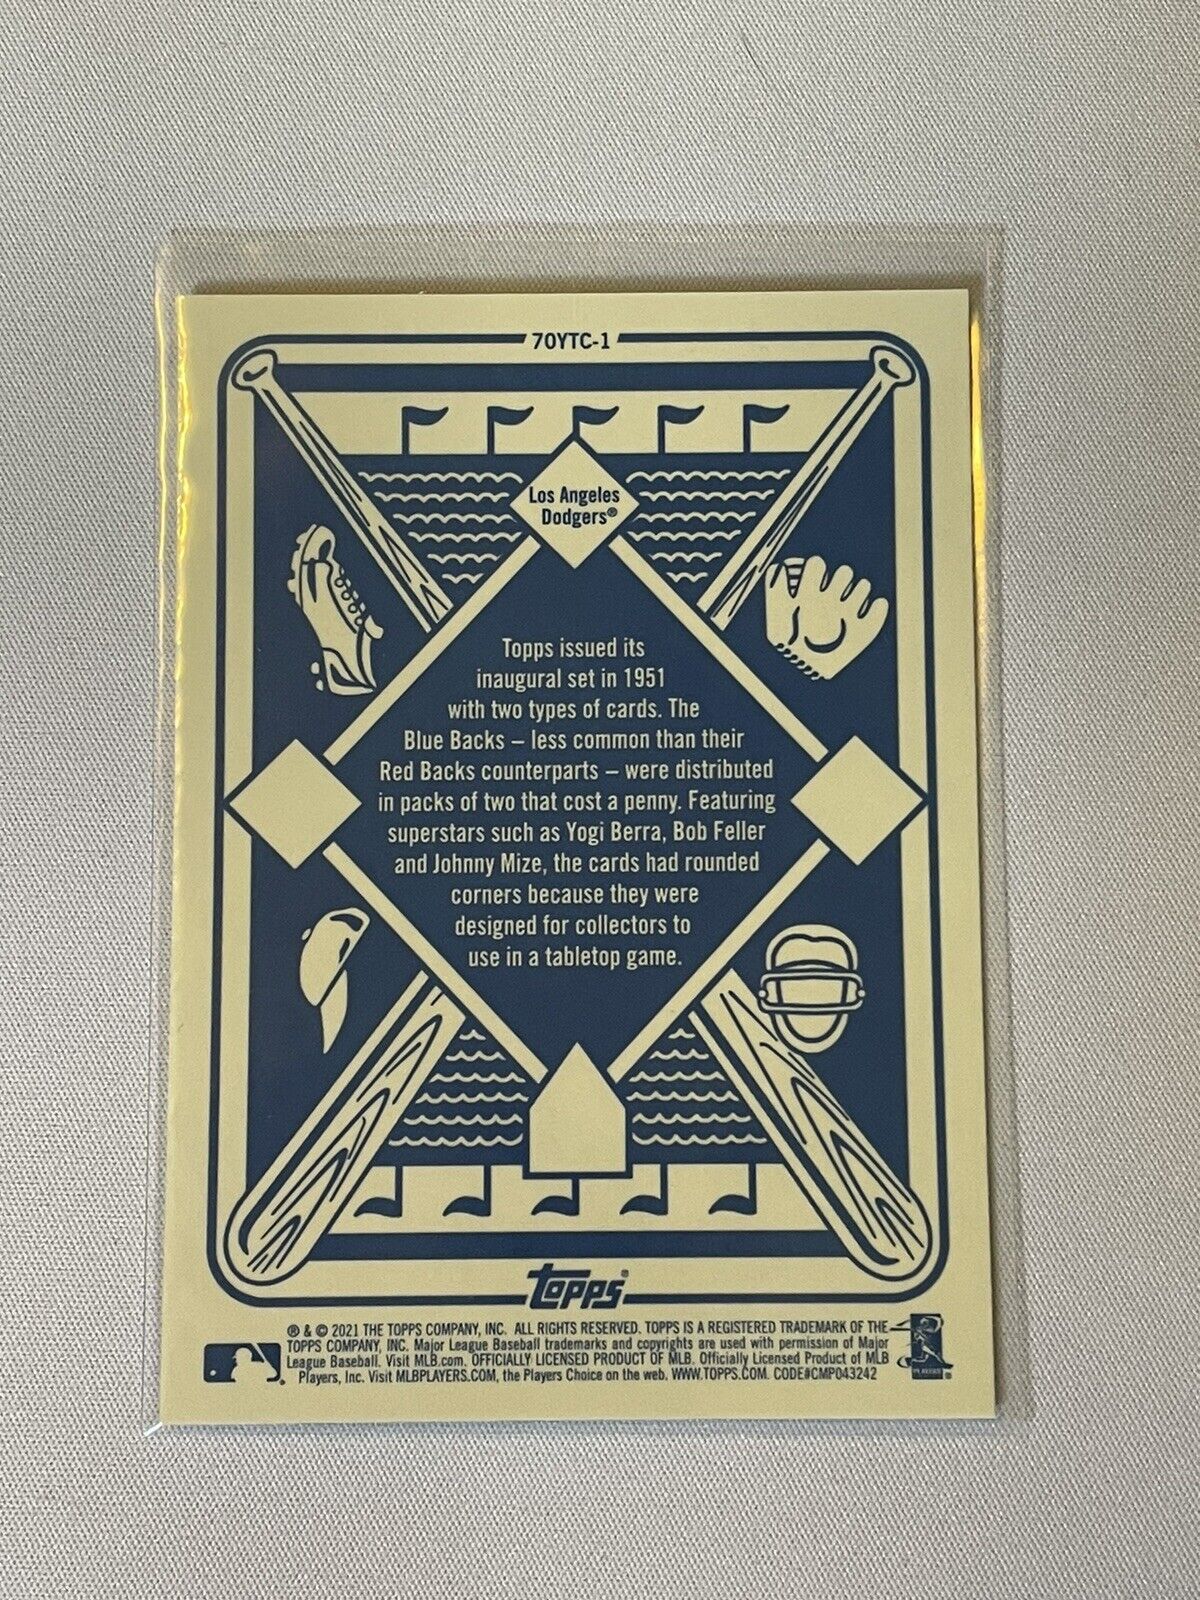 70YTC-1
Los Angeles
Dodgers®
Topps issued its
inaugural set in 1951
with two types of cards. The
Blue Backs – less common than their
Red Backs counterparts – were distributed
in packs of two that cost a penny. Featuring
superstars such as Yogi Berra, Bob Feller
and Johnny Mize, the cards had rounded
corners because they were
designed for collectors to
use in a tabletop game.
topps®
® & © 2021 THE TOPPS COMPANY, INC. ALL RIGHTS RESERVED. TOPPS IS A REGISTERED TRADEMARK OF THE
TOPPS COMPANY, INC. Major League Baseball trademarks and copyrights are used with permission of Major
League Baseball. Visit MLB.com. OFFICIALLY LICENSED PRODUCT OF MLB. Officially Licensed Product of MLB
Players, Inc. Visit MLBPLAYERS.COM, the Players Choice on the web. WWW.TOPPS.COM. CODE#CMP043242